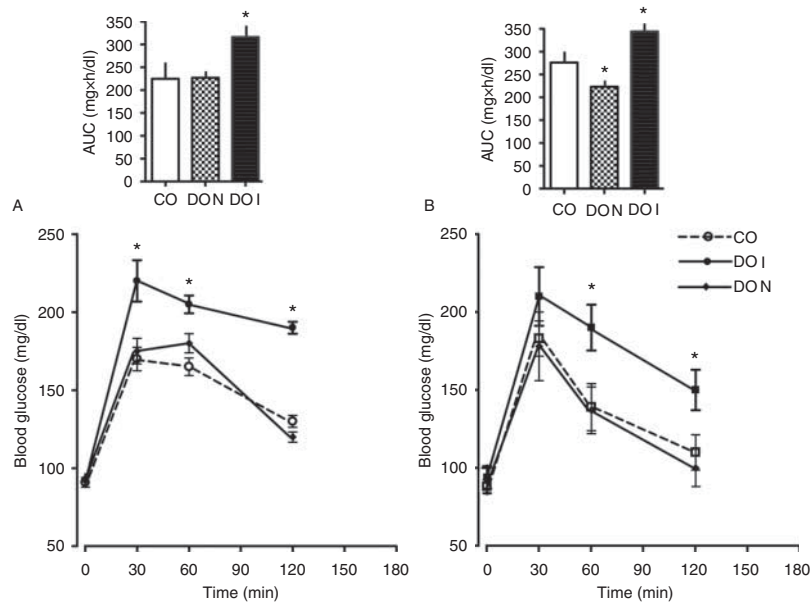 *
350
300
250
200
150
100
50
0
AUC (mg×h/dl)
CO DON DOI
*
*
350
300
250
200
150
100
50
0
AUC (mg×h/dl)
CO DON DOI
A
250
200
150
100
50
Blood glucose (mg/dl)
* * *
0 30 60 90 120 150 180
Time (min)
B
250
200
150
100
50
Blood glucose (mg/dl)
* *
CO
DOI
DON
0 30 60 90 120 150 180
Time (min)